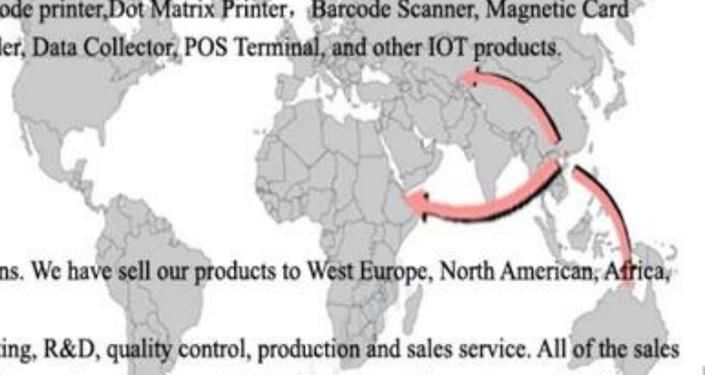 ode printer,Dot Matrix Printer， Barcode Scanner, Magnetic Card
ler, Data Collector, POS Terminal, and other IOT products.
ns. We have sell our products to West Europe, North American, Africa,
ting, R&D, quality control, production and sales service. All of the sales